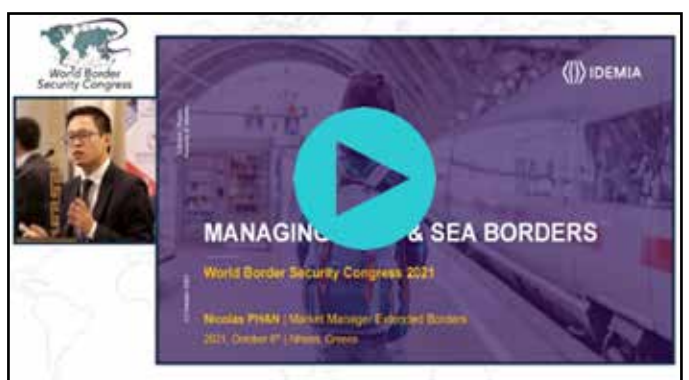 World Border
Security Congress
IDEMIA
MANAGING & SEA BORDERS
World Border Security Congress 2021
Nicolas PHAN | Market Manager Extended Borders
2021, October 6th | Athens, Greece